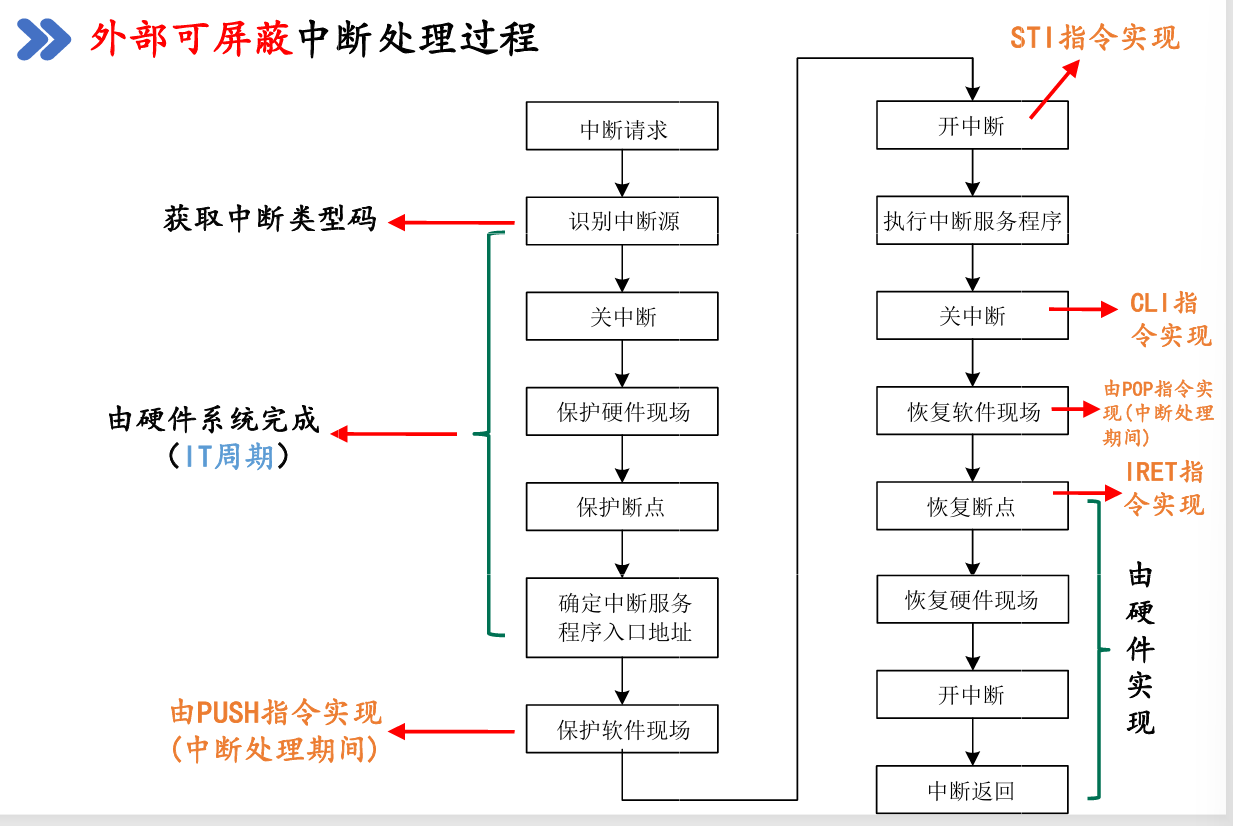 外部可屏蔽中断处理过程
中断请求
识别中断源
获取中断类型码
关中断
保护硬件现场
保护断点
确定中断服务
程序入口地址
由硬件系统完成
（IT周期）
保护软件现场
由PUSH指令实现
(中断处理期间)
STI指令实现
开中断
执行中断服务程序
关中断
CLI指
令实现
恢复软件现场
由POP指令实
现(中断处理
期间)
恢复断点
IRET指
令实现
恢复硬件现场
开中断
中断返回
由
硬
件
实
现